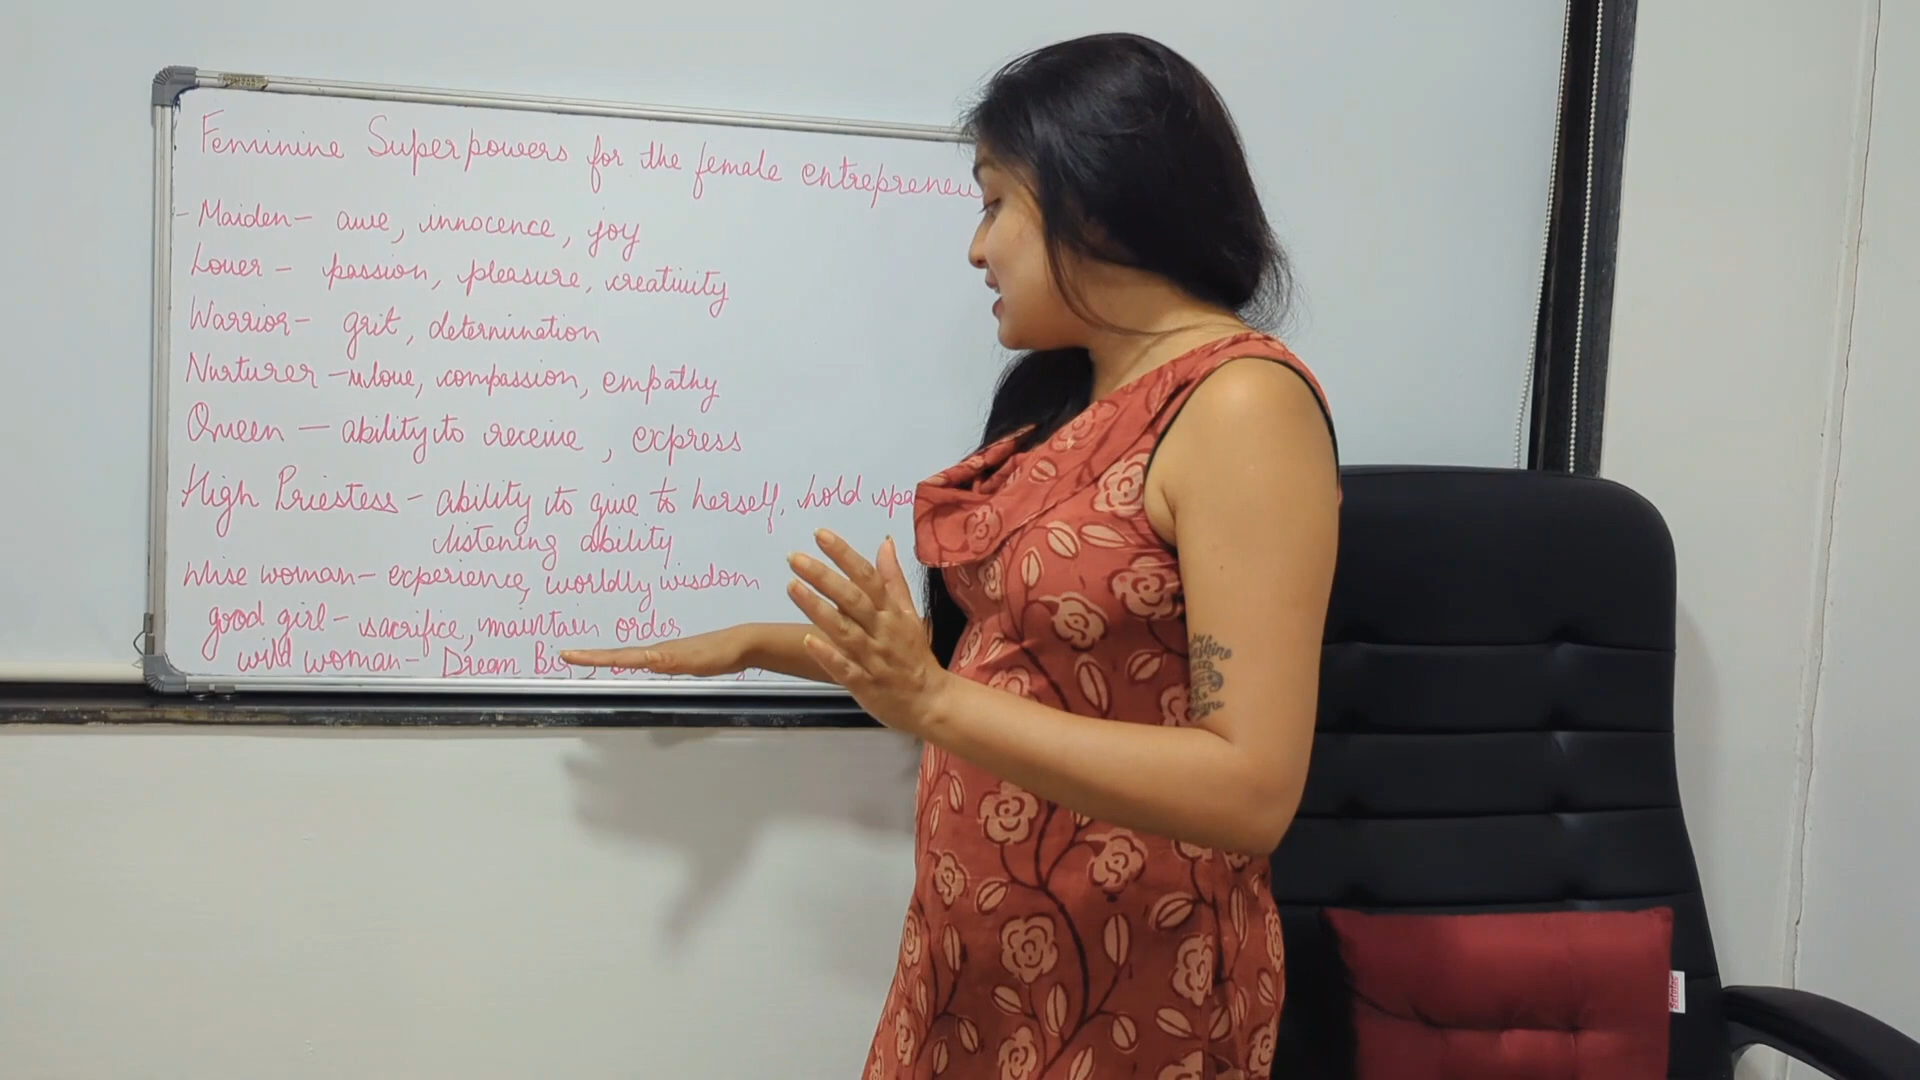 Feminine Superpowers for the female entrepreneu
- Maiden - awe, innocence, joy
Lover - passion, pleasure, creativity
Warrior - grit, determination
Nurturer - love, compassion, empathy
Queen - ability to receive, express
High Priestess - ability to give to herself, hold spa
listening ability
Wise woman - experience, worldly wisdom
good girl - sacrifice, maintain order
wild woman - Dream Big,